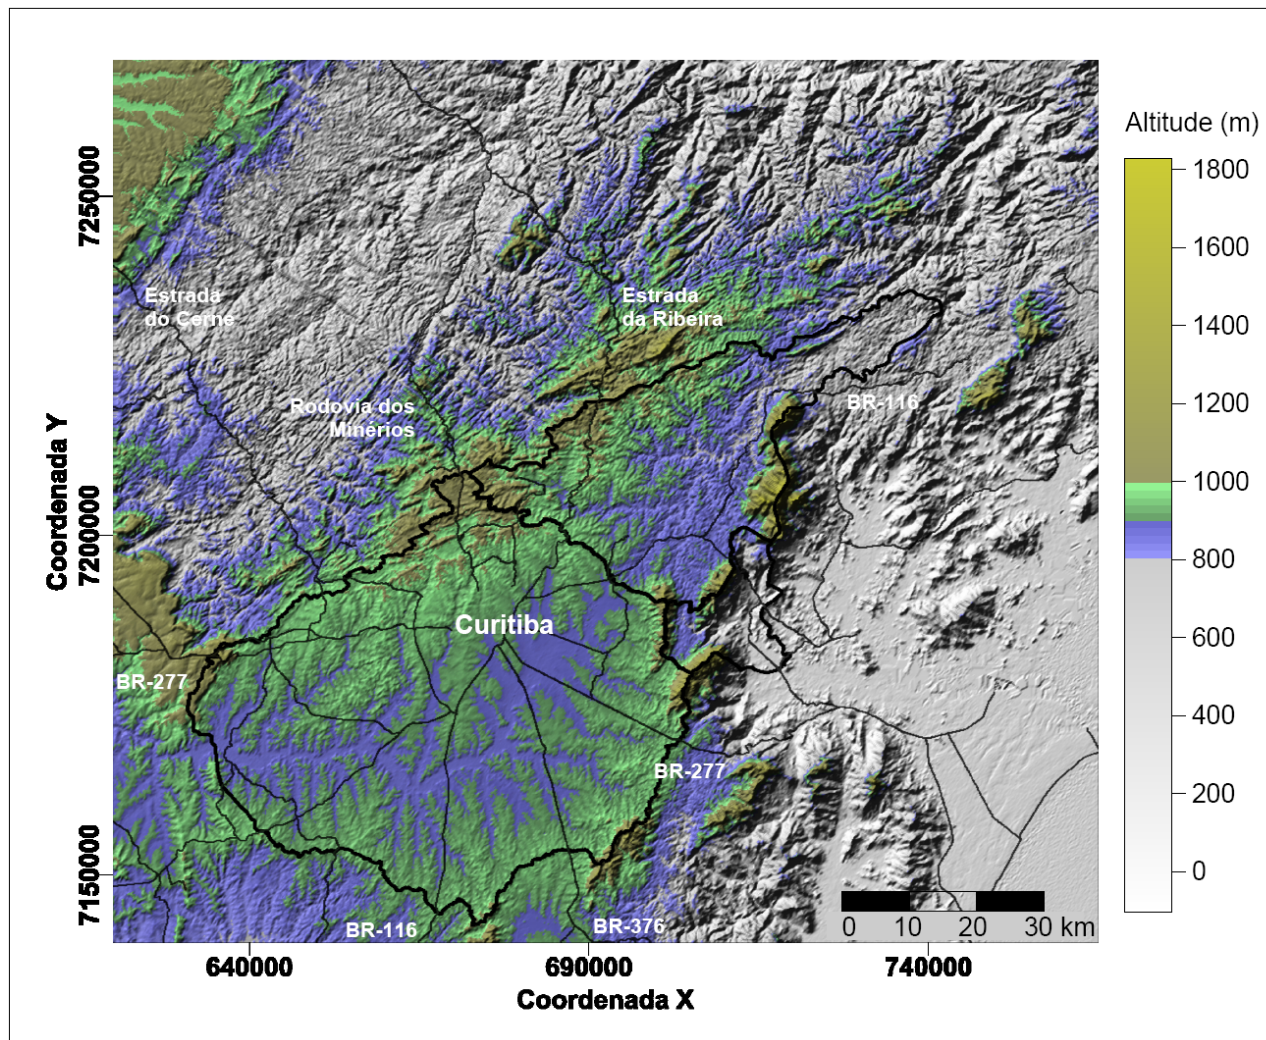 Altitude (m)
1800
1600
1400
1200
1000
800
600
400
200
0
Coordenada Y
7250000
7200000
7150000
Estrada
do Cerne
Estrada
da Ribeira
Rodovia dos
Minérios
BR-116
Curitiba
BR-277
BR-277
BR-116
BR-376
0 10 20 30 km
640000 690000 740000
Coordenada X